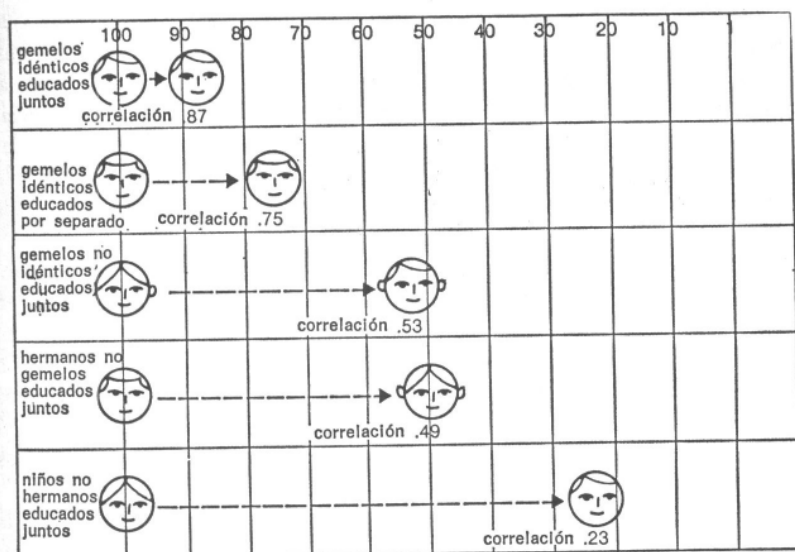 100 90 80 70 60 50 40 30 20 10 1
gemelos
idénticos
educados
juntos
correlación .87
gemelos
idénticos
educados
por separado
correlación .75
gemelos no
idénticos
educados
juntos
correlación .53
hermanos no
gemelos
educados
juntos
correlación .49
niños no
hermanos
educados
juntos
correlación .23